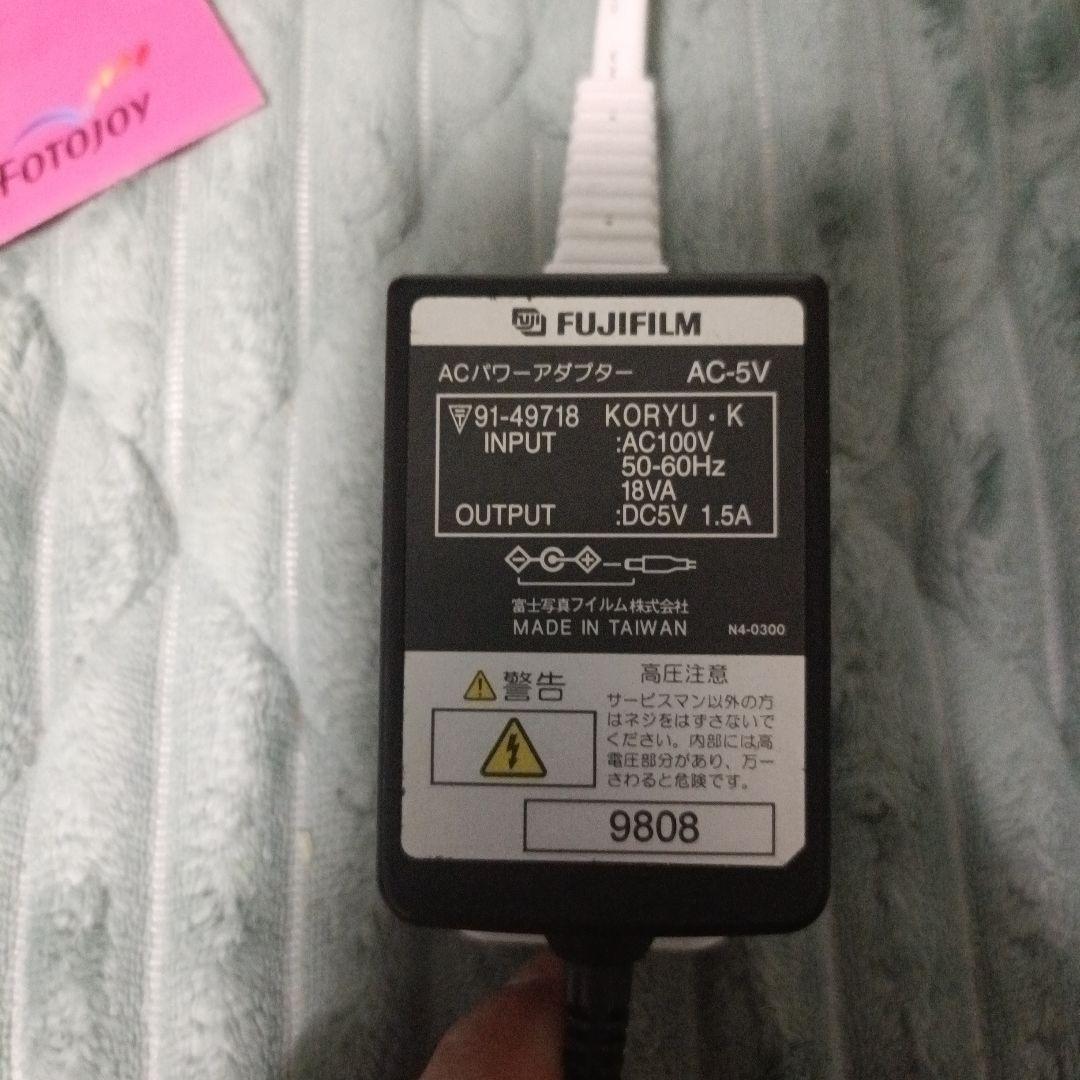 FOTOJOY
FUJI FUJIFILM
ACパワーアダプター AC-5V
91-49718 KORYU・K
INPUT :AC100V
50-60Hz
18VA
OUTPUT :DC5V 1.5A
富士写真フイルム株式会社
MADE IN TAIWAN N4-0300
警告
高圧注意
サービスマン以外の方
はネジをはずさないで
ください。内部には高
電圧部分があり、万一
さわると危険です。
9808